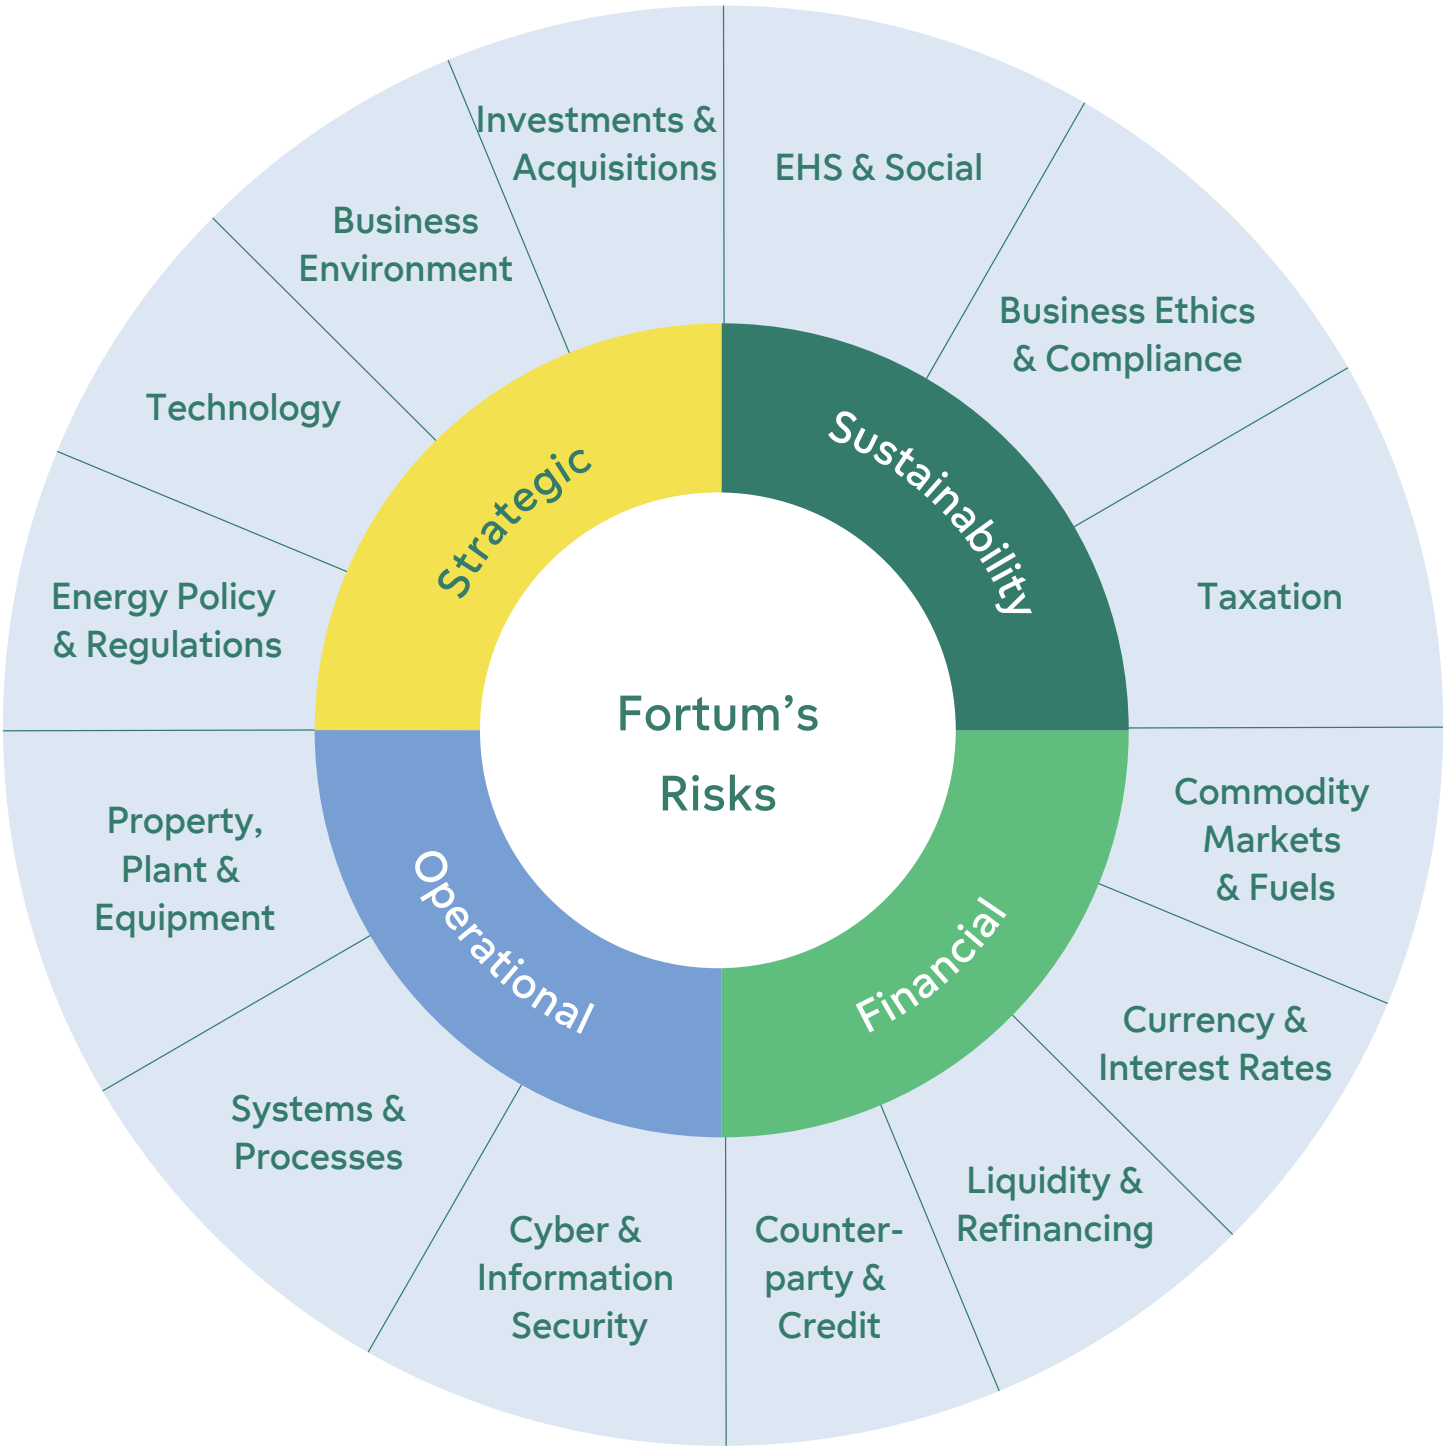 Investments &
Acquisitions
EHS & Social
Business
Environment
Business Ethics
& Compliance
Technology
Strategic
Sustainability
Energy Policy
& Regulations
Taxation
Fortum’s
Risks
Property,
Plant &
Equipment
Commodity
Markets
& Fuels
Operational
Financial
Currency &
Interest Rates
Systems &
Processes
Liquidity &
Refinancing
Cyber &
Information
Security
Counter-
party &
Credit